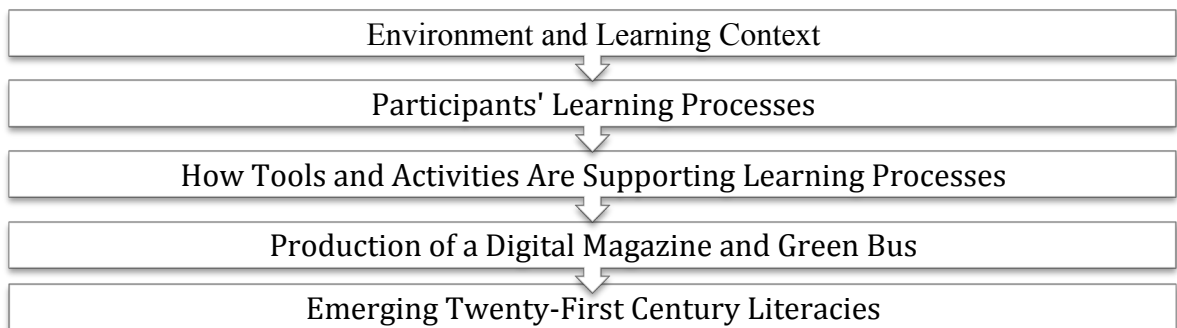 Environment and Learning Context
Participants' Learning Processes
How Tools and Activities Are Supporting Learning Processes
Production of a Digital Magazine and Green Bus
Emerging Twenty-First Century Literacies